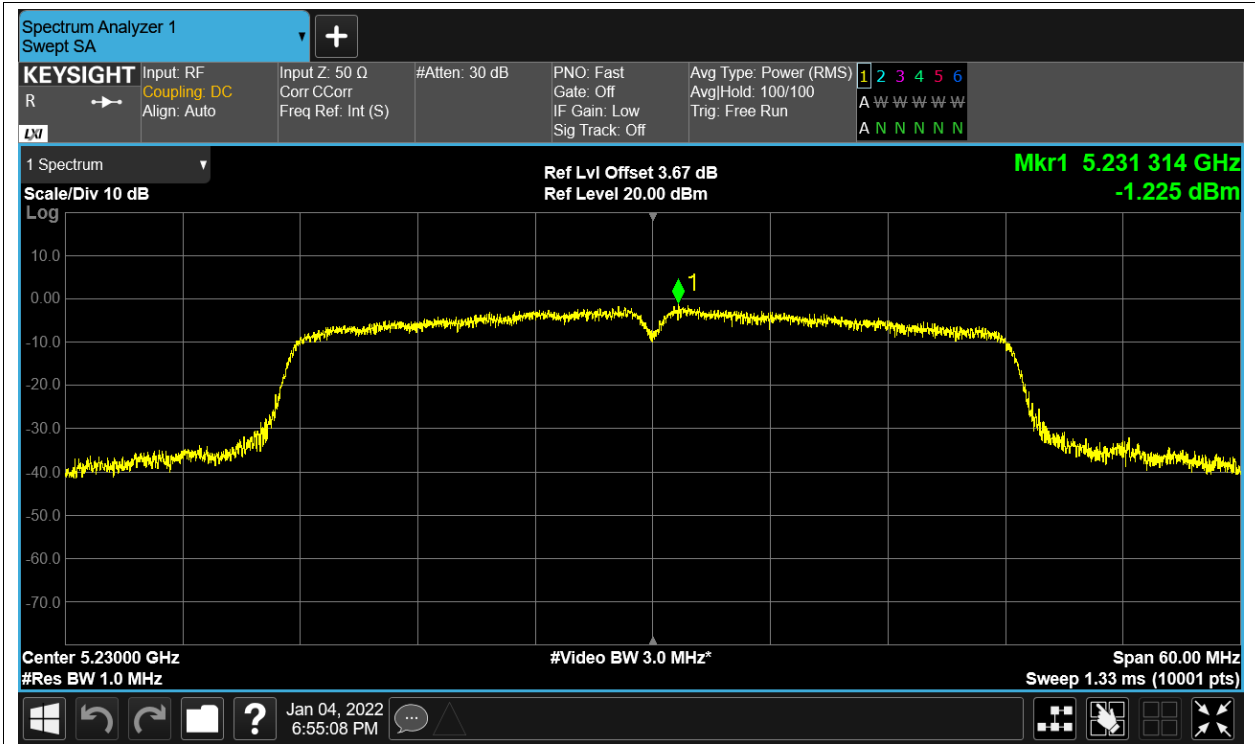 Spectrum Analyzer 1
Swept SA
KEYSIGHT
R
LXI
Input: RF
Coupling: DC
Align: Auto
Input Z: 50 Ω
Corr CCorr
Freq Ref: Int (S)
#Atten: 30 dB
PNO: Fast
Gate: Off
IF Gain: Low
Sig Track: Off
Avg Type: Power (RMS)
Avg|Hold: 100/100
Trig: Free Run
1 2 3 4 5 6
A W W W W W
A N N N N N
1 Spectrum
Scale/Div 10 dB
Log
Ref Lvl Offset 3.67 dB
Ref Level 20.00 dBm
Mkr1 5.231 314 GHz
-1.225 dBm
10.0
0.00
1
-10.0
-20.0
-30.0
-40.0
-50.0
-60.0
-70.0
Center 5.23000 GHz
#Res BW 1.0 MHz
#Video BW 3.0 MHz*
Span 60.00 MHz
Sweep 1.33 ms (10001 pts)
?
Jan 04, 2022
6:55:08 PM